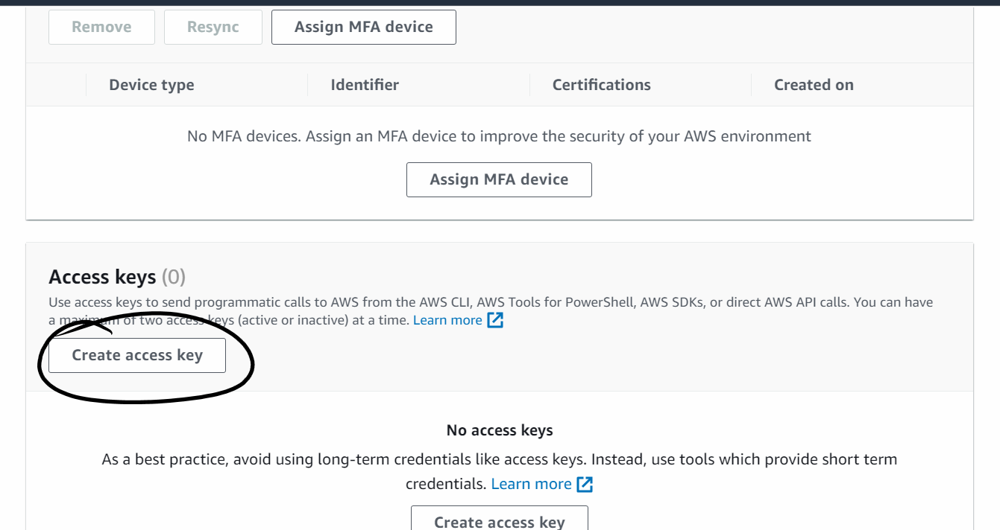 Remove Resync Assign MFA device
Device type Identifier Certifications Created on
No MFA devices. Assign an MFA device to improve the security of your AWS environment
Assign MFA device
Access keys (0)
Use access keys to send programmatic calls to AWS from the AWS CLI, AWS Tools for PowerShell, AWS SDKs, or direct AWS API calls. You can have
a maximum of two access keys (active or inactive) at a time. Learn more
Create access key
No access keys
As a best practice, avoid using long-term credentials like access keys. Instead, use tools which provide short term
credentials. Learn more
Create access key